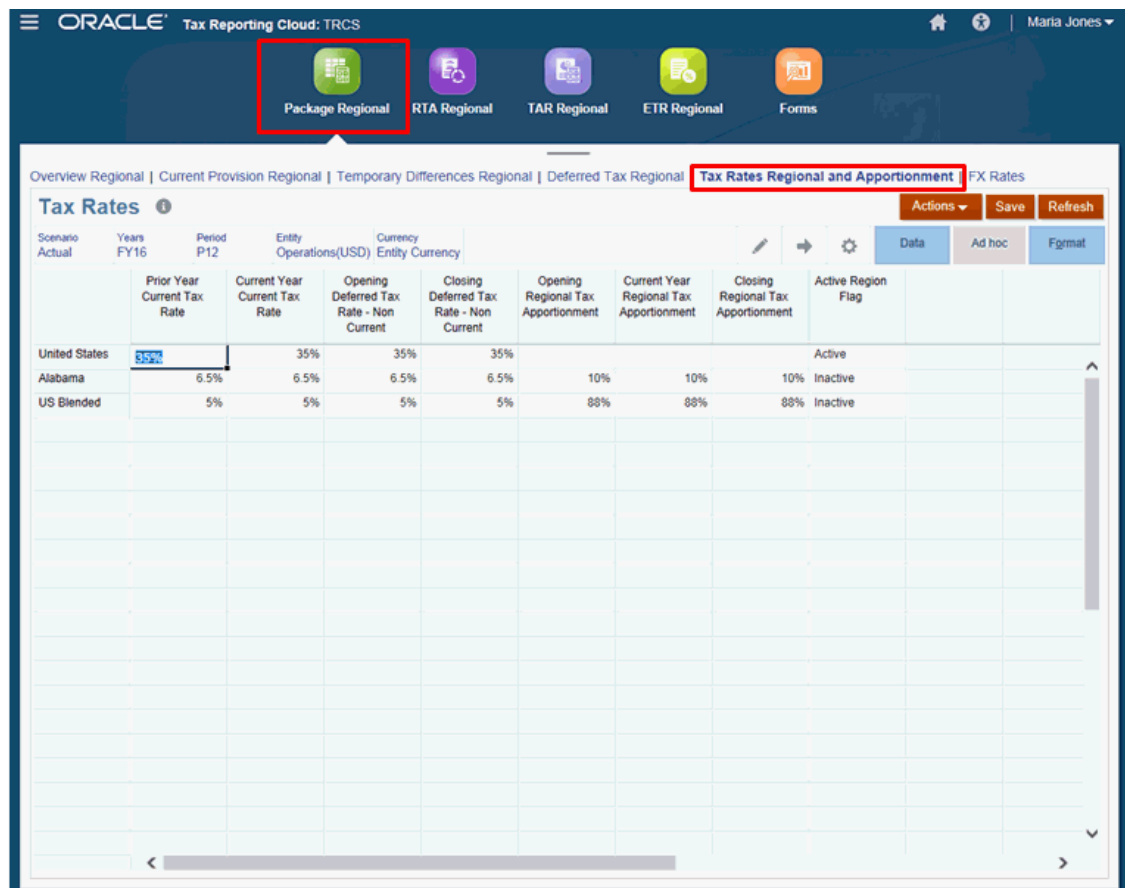 ORACLE® Tax Reporting Cloud: TRCS Maria Jones
Package Regional RTA Regional TAR Regional ETR Regional Forms
Overview Regional | Current Provision Regional | Temporary Differences Regional | Deferred Tax Regional | Tax Rates Regional and Apportionment | FX Rates
Tax Rates Actions Save Refresh
Scenario Years Period Entity Currency
Actual FY16 P12 Operations(USD) Entity Currency
Data Ad hoc Format
Prior Year Current Year Opening Closing Opening Current Year Closing Active Region
Current Tax Current Tax Deferred Tax Deferred Tax Regional Tax Regional Tax Regional Tax Flag
Rate Rate Rate - Non Rate - Non Apportionment Apportionment Apportionment
Current Current
United States 35% 35% 35% 35% Active
Alabama 6.5% 6.5% 6.5% 6.5% 10% 10% 10% Inactive
US Blended 5% 5% 5% 5% 88% 88% 88% Inactive